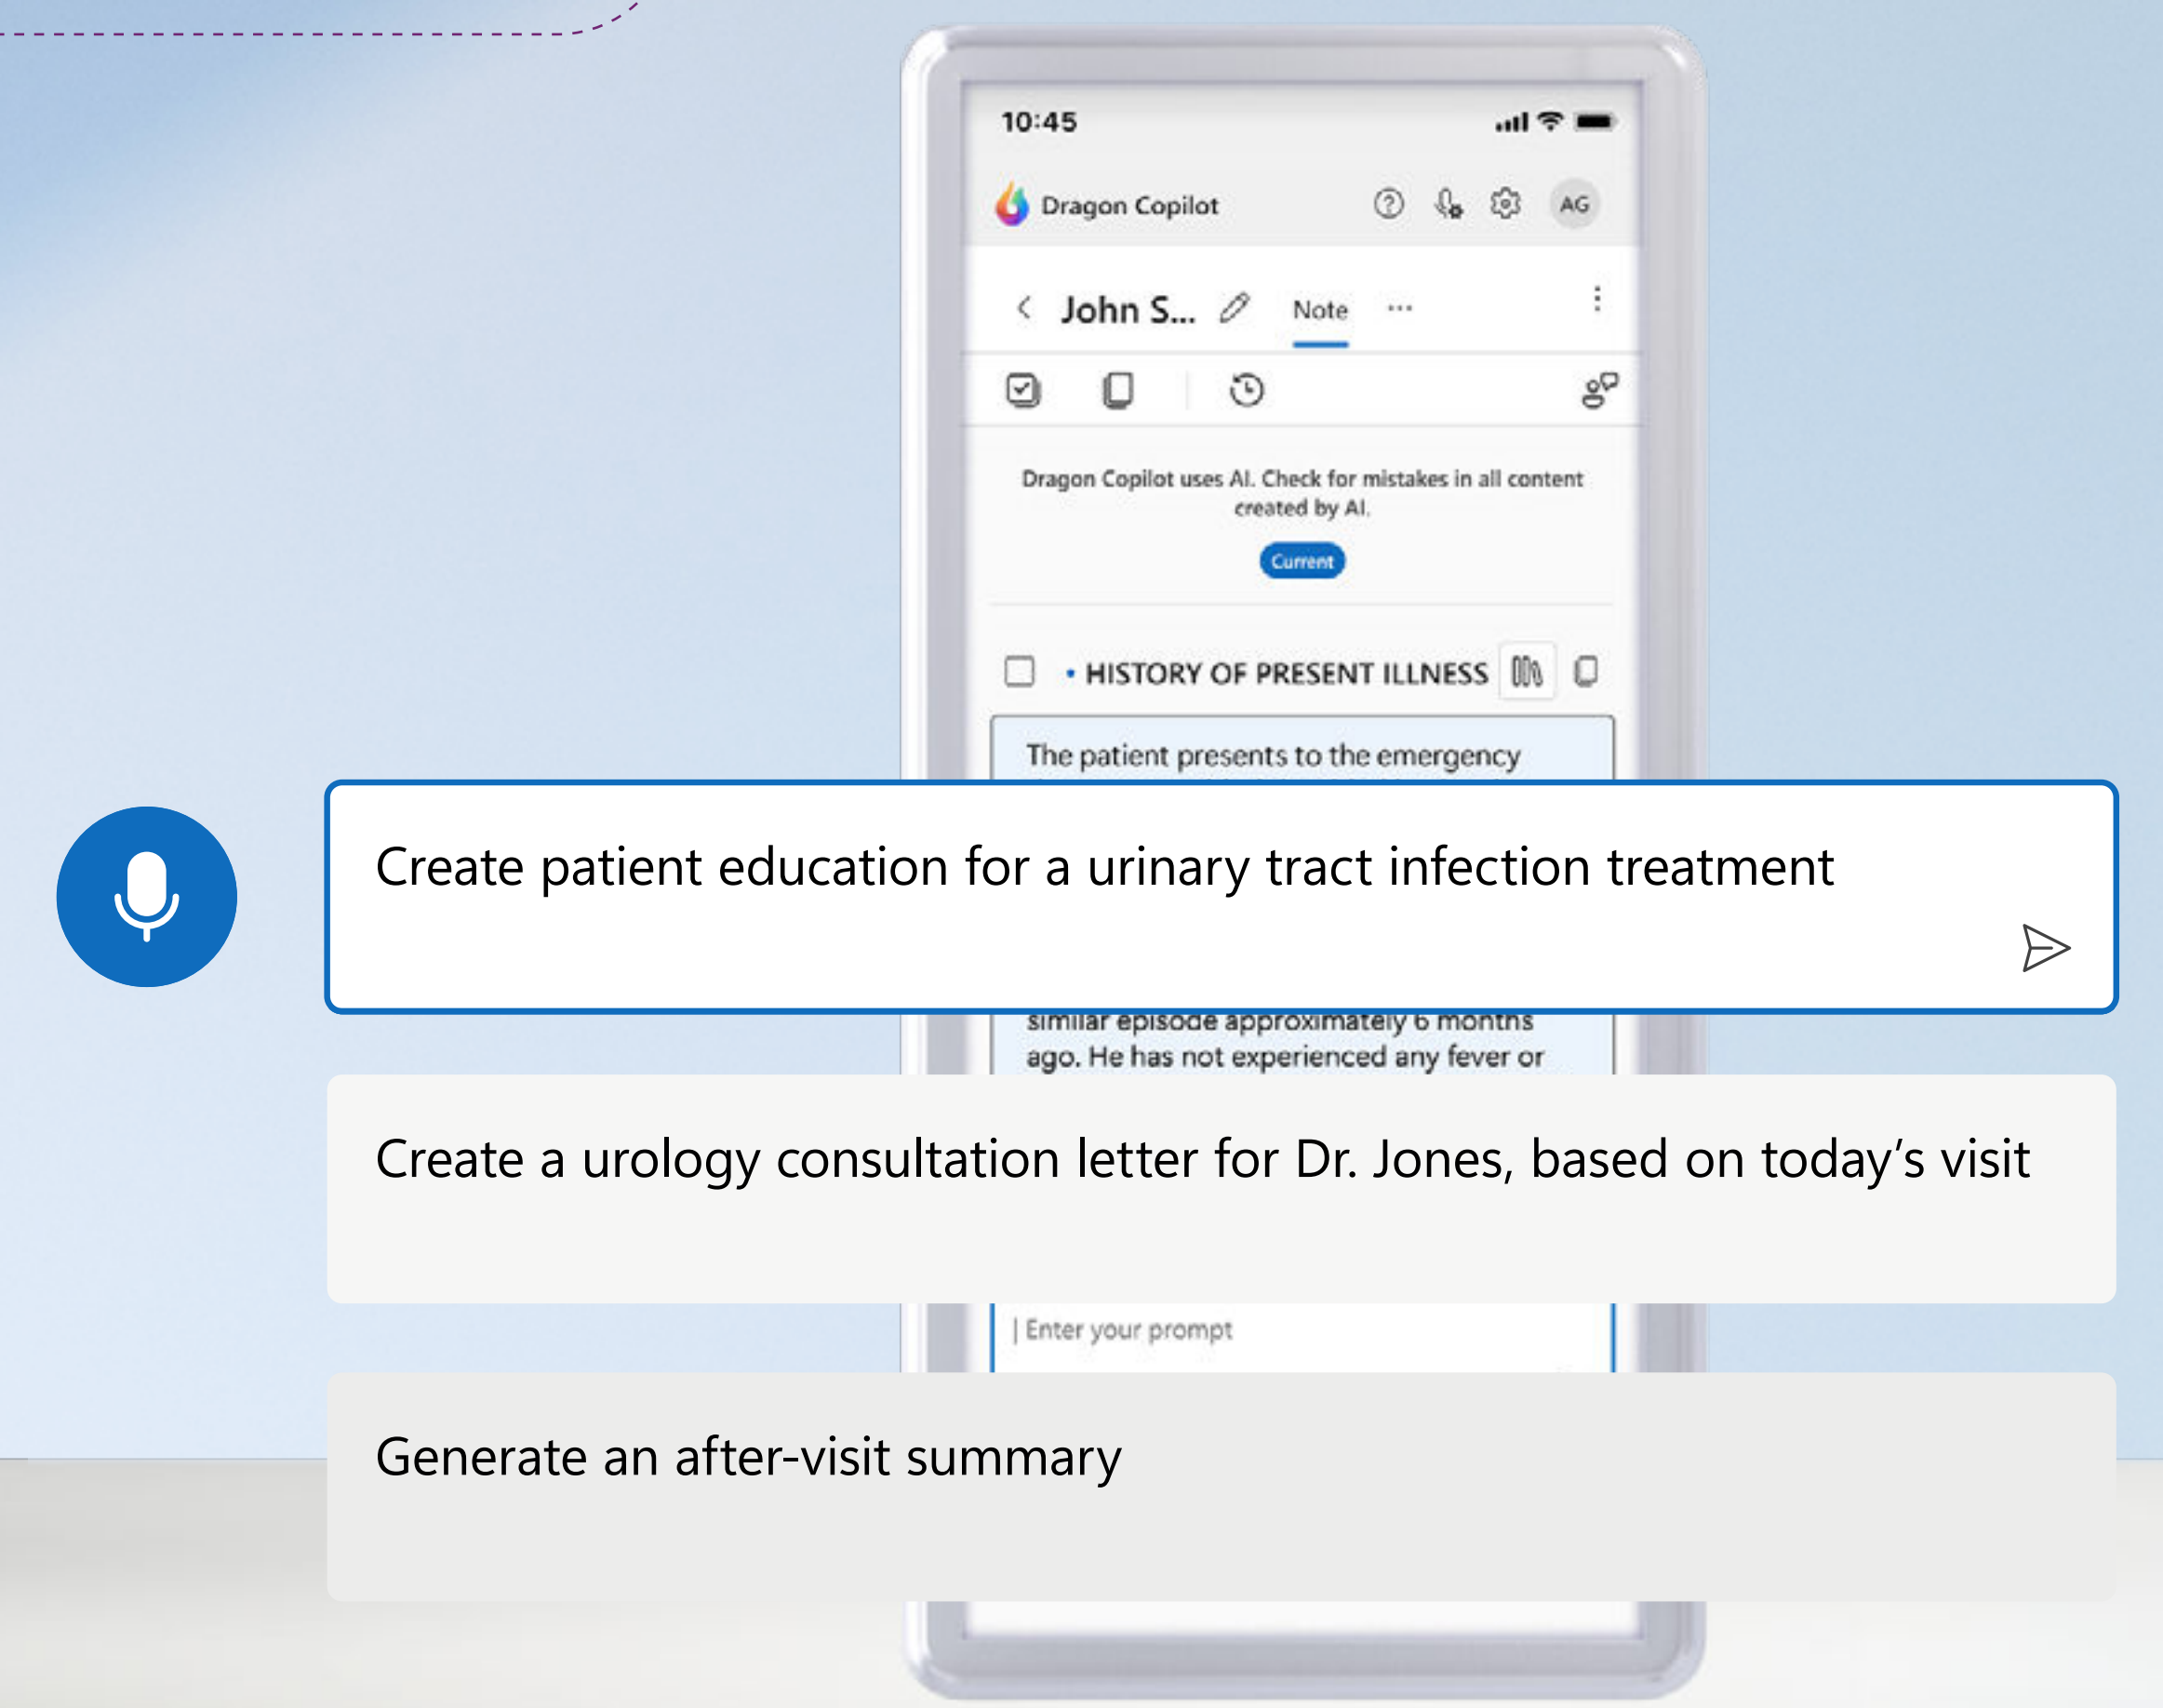 10:45
Dragon Copilot
AG
John S...
Note
Dragon Copilot uses AI. Check for mistakes in all content
created by AI.
Current
• HISTORY OF PRESENT ILLNESS
The patient presents to the emergency
Create patient education for a urinary tract infection treatment
similar episode approximately 6 months
ago. He has not experienced any fever or
Create a urology consultation letter for Dr. Jones, based on today’s visit
| Enter your prompt
Generate an after-visit summary